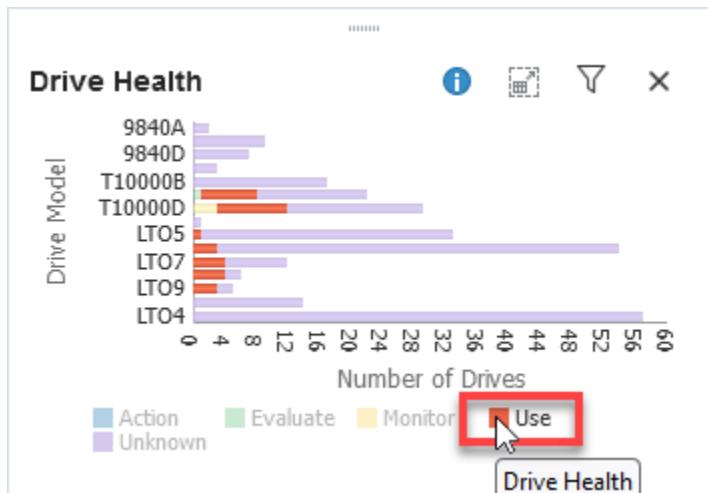 Drive Health
i
9840A
9840D
T10000B
T10000D
LTO5
LTO7
LTO9
LTO4
Drive Model
0 4 8 12 16 20 24 28 32 36 40 44 48 52 56 60
Number of Drives
Action Evaluate Monitor Use
Unknown
Drive Health